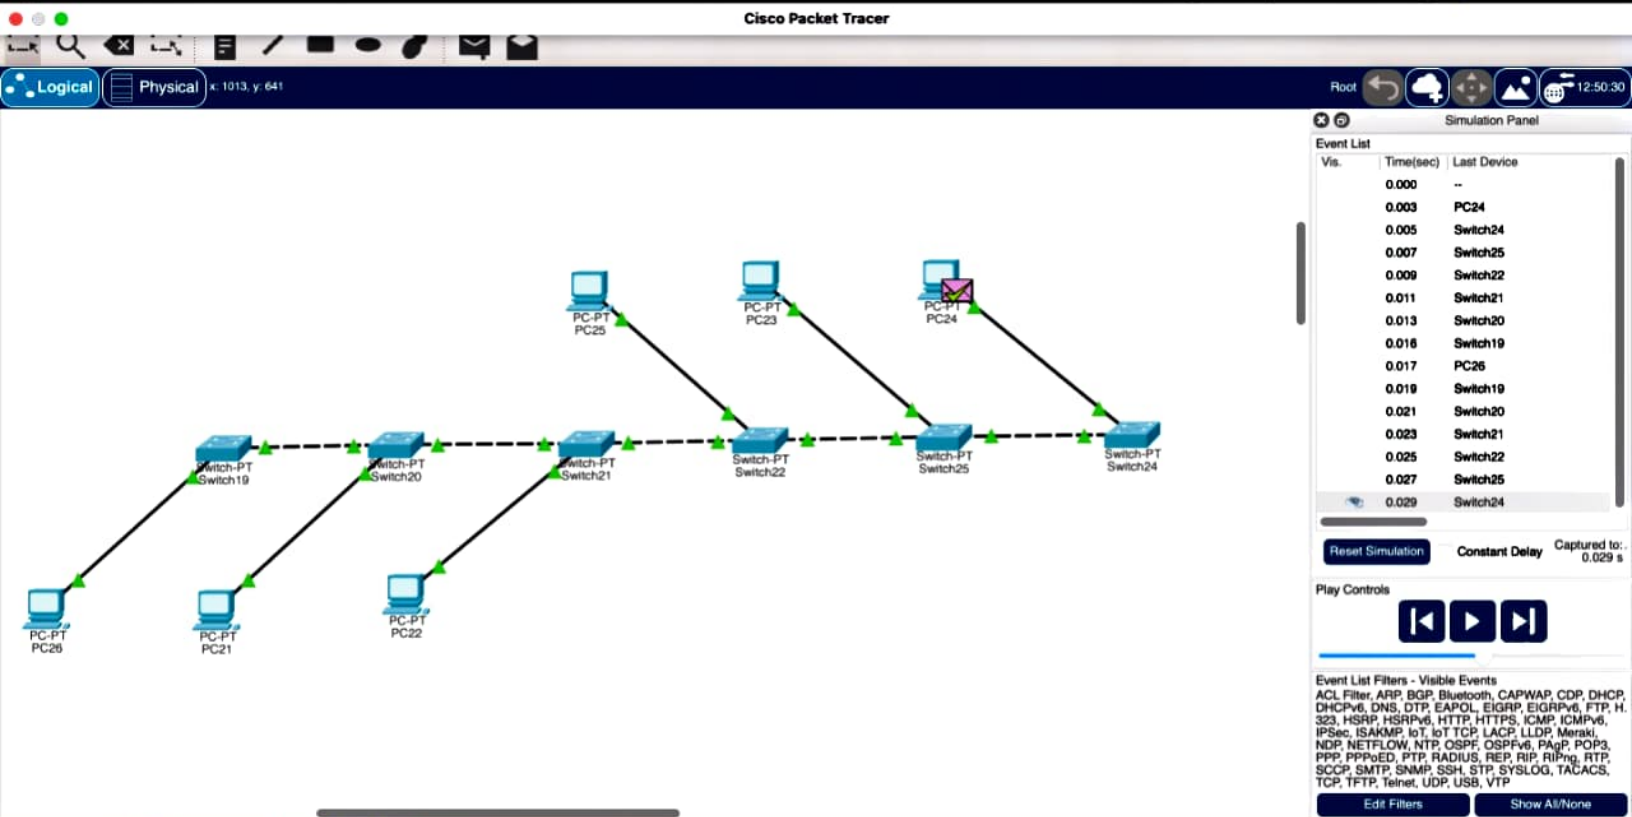 Cisco Packet Tracer
Logical Physical x: 1013, y: 641 Root 12:50:30
Simulation Panel
Event List
Vis. Time(sec) Last Device
0.000 --
0.003 PC24
0.005 Switch24
0.007 Switch25
0.009 Switch22
0.011 Switch21
0.013 Switch20
0.016 Switch19
0.017 PC26
0.019 Switch19
0.021 Switch20
0.023 Switch21
0.025 Switch22
0.027 Switch25
0.029 Switch24
Reset Simulation Constant Delay Captured to:.
0.029 s
Play Controls
Event List Filters - Visible Events
ACL Filter, ARP, BGP, Bluetooth, CAPWAP, CDP, DHCP,
DHCPv6, DNS, DTP, EAPOL, EIGRP, EIGRPv6, FTP, H.
323, HSRP, HSRPv6, HTTP, HTTPS, ICMP, ICMPv6,
IPSec, ISAKMP, IoT, IoT TCP, LACP, LLDP, Meraki,
NDP, NETFLOW, NTP, OSPF, OSPFv6, PAgP, POP3,
PPP, PPPoED, PTP, RADIUS, REP, RIP, RIPng, RTP,
SCCP, SMTP, SNMP, SSH, STP, SYSLOG, TACACS,
TCP, TFTP, Telnet, UDP, USB, VTP
Edit Filters Show All/None
PC-PT
PC25
PC-PT
PC23
PC-PT
PC24
Switch-PT
Switch19
Switch-PT
Switch20
Switch-PT
Switch21
Switch-PT
Switch22
Switch-PT
Switch25
Switch-PT
Switch24
PC-PT
PC26
PC-PT
PC21
PC-PT
PC22